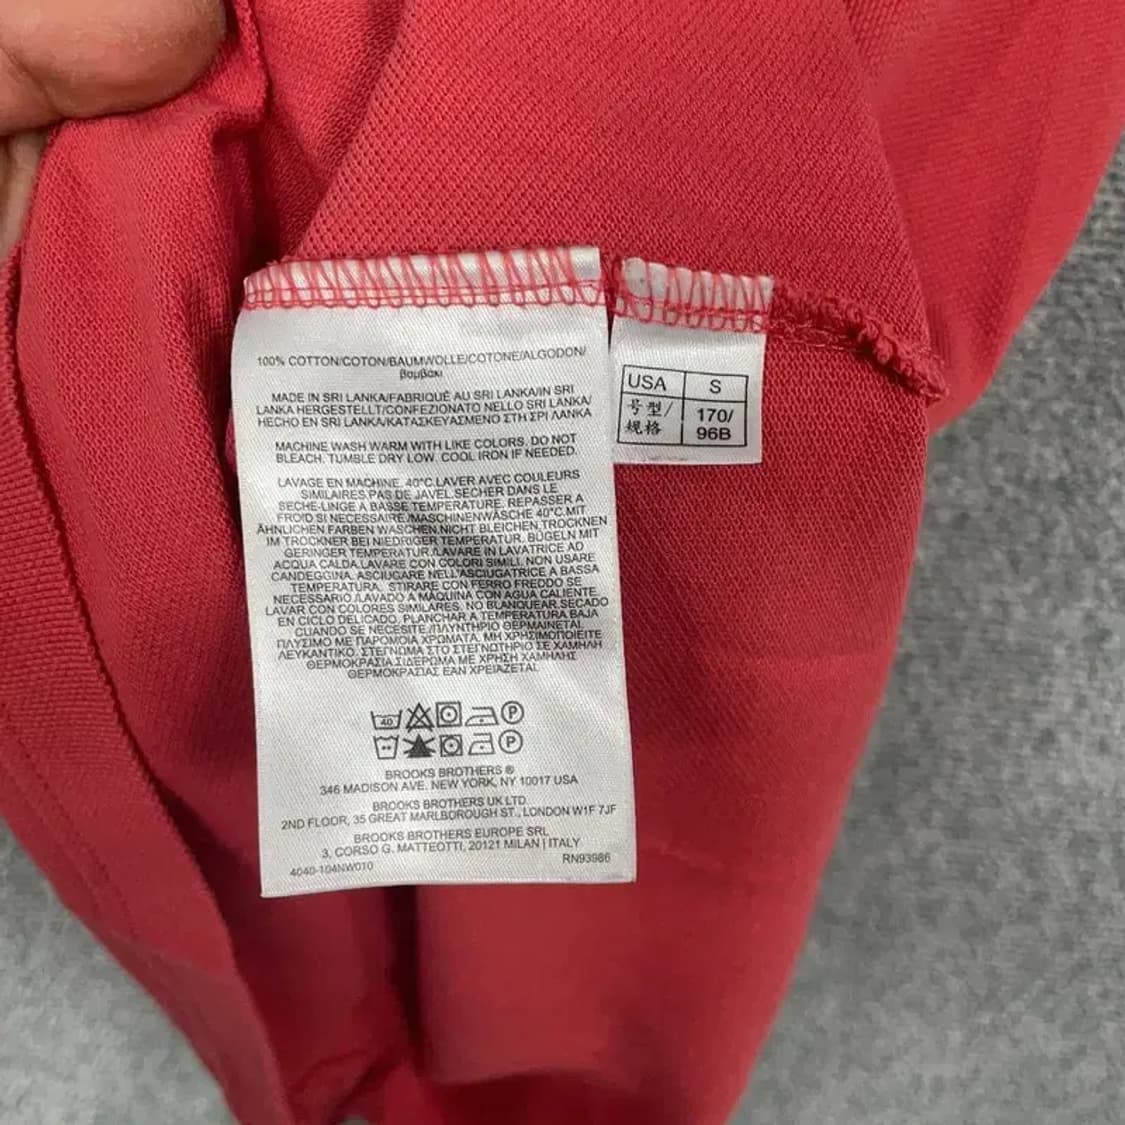 100% COTTON/COTON/BAUMWOLLE/COTONE/ALGODON/
βαμβακι
MADE IN SRI LANKA/FABRIQUÉ AU SRI LANKA/IN SRI
LANKA HERGESTELLT/CONFEZIONATO NELLO SRI LANKA/
HECHO EN SRI LANKA/ΚΑΤΑΣΚΕΥΑΣΜΕΝΟ ΣΤΗ ΣΡΙ ΛΑΝΚΑ
MACHINE WASH WARM WITH LIKE COLORS. DO NOT
BLEACH. TUMBLE DRY LOW. COOL IRON IF NEEDED.
LAVAGE EN MACHINE, 40°C.LAVER AVEC COULEURS
SIMILAIRES.PAS DE JAVEL.SECHER DANS LE
SECHE-LINGE A BASSE TEMPERATURE. REPASSER A
FROID SI NECESSAIRE./MASCHINENWÄSCHE 40°C.MIT
ÄHNLICHEN FARBEN WASCHEN.NICHT BLEICHEN.TROCKNEN
IM TROCKNER BEI NIEDRIGER TEMPERATUR. BÜGELN MIT
GERINGER TEMPERATUR./LAVARE IN LAVATRICE AD
ACQUA CALDA.LAVARE CON COLORI SIMILI. NON USARE
CANDEGGINA. ASCIUGARE NELL'ASCIUGATRICE A BASSA
TEMPERATURA. STIRARE CON FERRO FREDDO SE
NECESSARIO./LAVADO A MAQUINA CON AGUA CALIENTE.
LAVAR CON COLORES SIMILARES. NO BLANQUEAR.SECADO
EN CICLO DELICADO. PLANCHAR A TEMPERATURA BAJA
CUANDO SE NECESITE./ΠΛΥΝΤΗΡΙΟ ΘΕΡΜΑΙΝΕΤΑΙ.
ΠΛΥΣΙΜΟ ΜΕ ΠΑΡΟΜΟΙΑ ΧΡΩΜΑΤΑ. ΜΗ ΧΡΗΣΙΜΟΠΟΙΕΙΤΕ
ΛΕΥΚΑΝΤΙΚΟ. ΣΤΕΓΝΩΜΑ ΣΤΟ ΣΤΕΓΝΩΤΗΡΙΟ ΣΕ ΧΑΜΗΛΗ
ΘΕΡΜΟΚΡΑΣΙΑ.ΣΙΔΕΡΩΜΑ ΜΕ ΧΡΗΣΗ ΧΑΜΗΛΗΣ
ΘΕΡΜΟΚΡΑΣΙΑΣ ΕΑΝ ΧΡΕΙΑΖΕΤΑΙ.
40 P
P
BROOKS BROTHERS ®
346 MADISON AVE. NEW YORK, NY 10017 USA
BROOKS BROTHERS UK LTD.
2ND FLOOR, 35 GREAT MARLBOROUGH ST., LONDON W1F 7JF
BROOKS BROTHERS EUROPE SRL
3, CORSO G. MATTEOTTI, 20121 MILAN | ITALY
4040-104NW010 RN93986
USA S
号型/ 170/
规格 96B